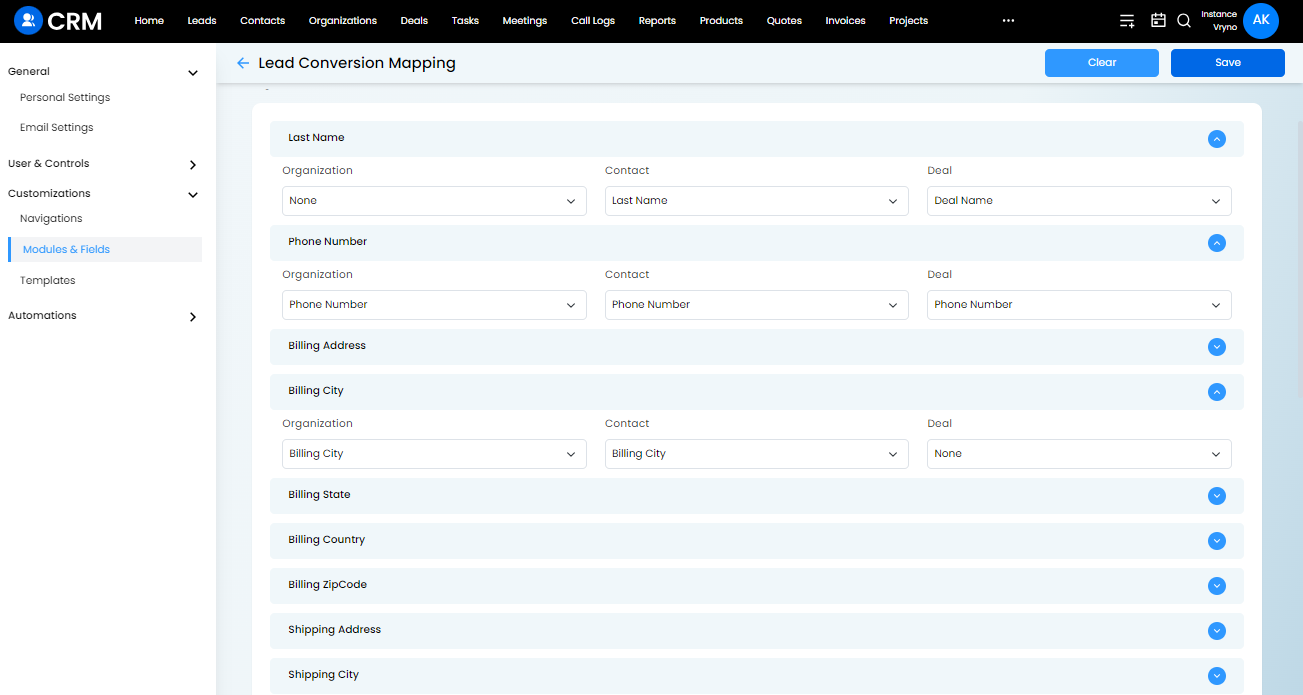 CRM
Home Leads Contacts Organizations Deals Tasks Meetings Call Logs Reports Products Quotes Invoices Projects ...
Instance
Vryno
AK
General
Personal Settings
Email Settings
User & Controls
Customizations
Navigations
Modules & Fields
Templates
Automations
Lead Conversion Mapping
Clear
Save
Last Name
Organization Contact Deal
None Last Name Deal Name
Phone Number
Organization Contact Deal
Phone Number Phone Number Phone Number
Billing Address
Billing City
Organization Contact Deal
Billing City Billing City None
Billing State
Billing Country
Billing ZipCode
Shipping Address
Shipping City